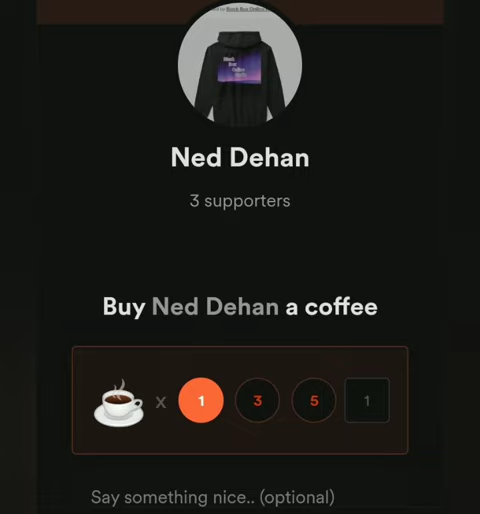 Ned Dehan
3 supporters
Buy Ned Dehan a coffee
x 1 3 5 1
Say something nice.. (optional)